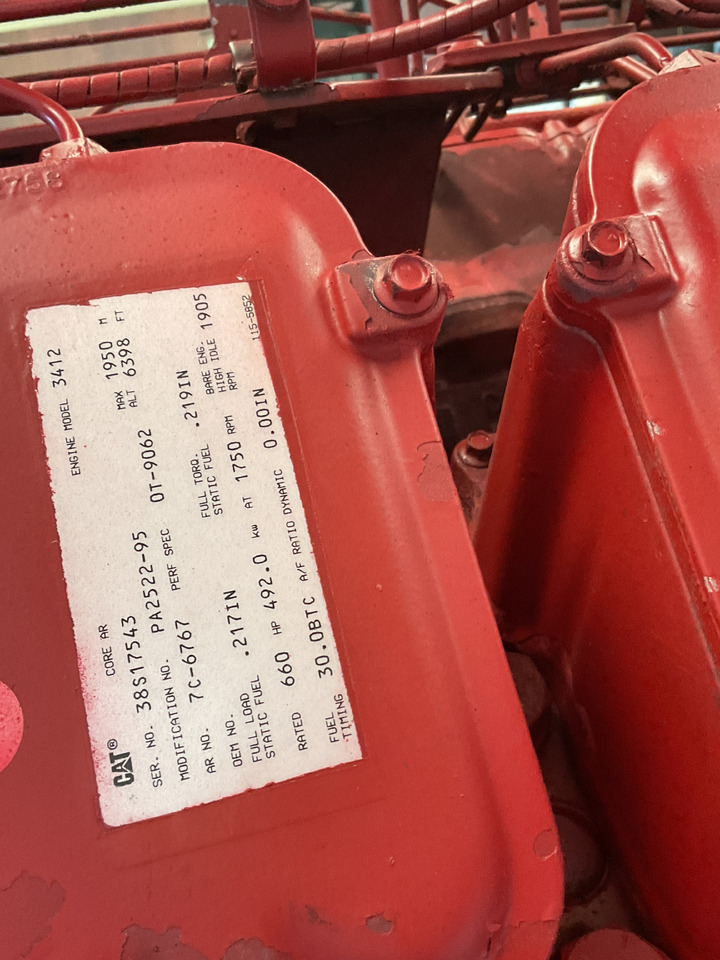 CAT® CORE AR ENGINE MODEL 3412
SER. NO. 38S17543
MODIFICATION NO. PA2522-95 MAX ALT 1950 M
6398 FT
AR NO. 7C-6767 PERF SPEC 0T-9062
OEM NO.
FULL LOAD STATIC FUEL .217IN FULL TORQ. STATIC FUEL .219IN
RATED 660 HP 492.0 kW AT 1750 RPM BARE ENG. HIGH IDLE RPM 1905
FUEL TIMING 30.0BTC A/F RATIO DYNAMIC 0.00IN
115-5852